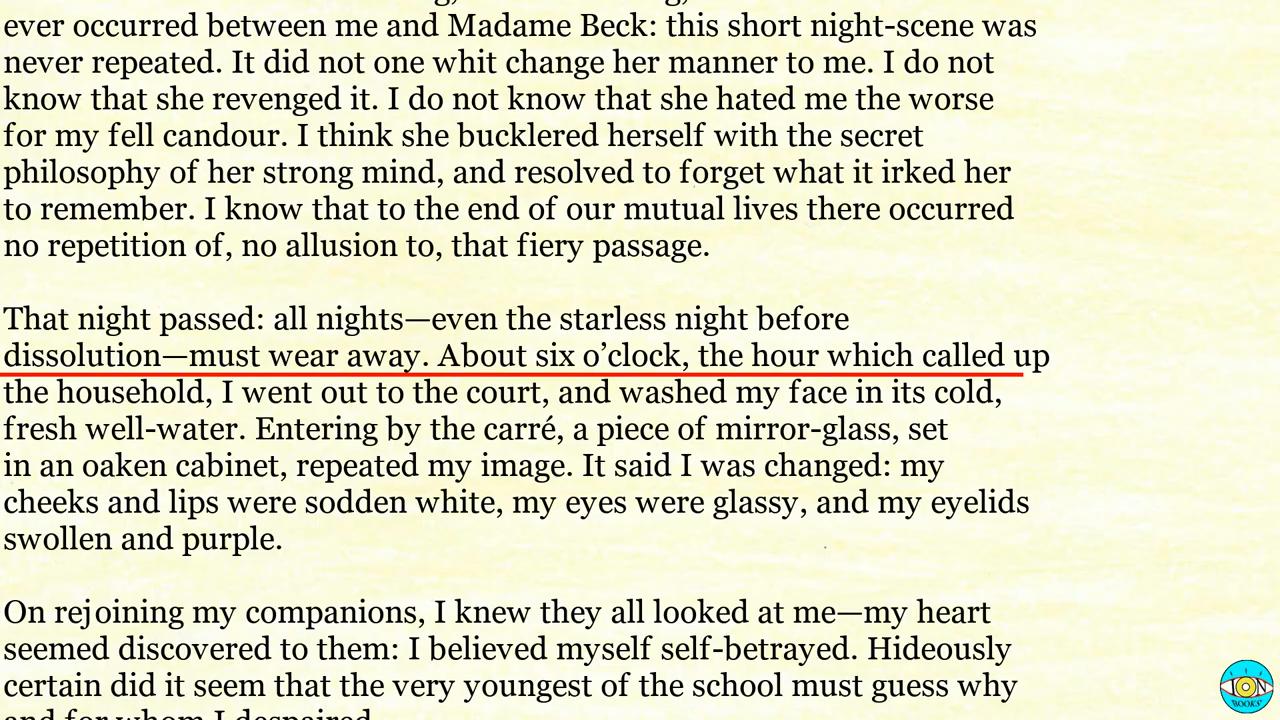 ever occurred between me and Madame Beck: this short night-scene was
never repeated. It did not one whit change her manner to me. I do not
know that she revenged it. I do not know that she hated me the worse
for my fell candour. I think she bucklered herself with the secret
philosophy of her strong mind, and resolved to forget what it irked her
to remember. I know that to the end of our mutual lives there occurred
no repetition of, no allusion to, that fiery passage.
That night passed: all nights—even the starless night before
dissolution—must wear away. About six o’clock, the hour which called up
the household, I went out to the court, and washed my face in its cold,
fresh well-water. Entering by the carré, a piece of mirror-glass, set
in an oaken cabinet, repeated my image. It said I was changed: my
cheeks and lips were sodden white, my eyes were glassy, and my eyelids
swollen and purple.
On rejoining my companions, I knew they all looked at me—my heart
seemed discovered to them: I believed myself self-betrayed. Hideously
certain did it seem that the very youngest of the school must guess why
and for whom I despaired.
ION
BOOKS